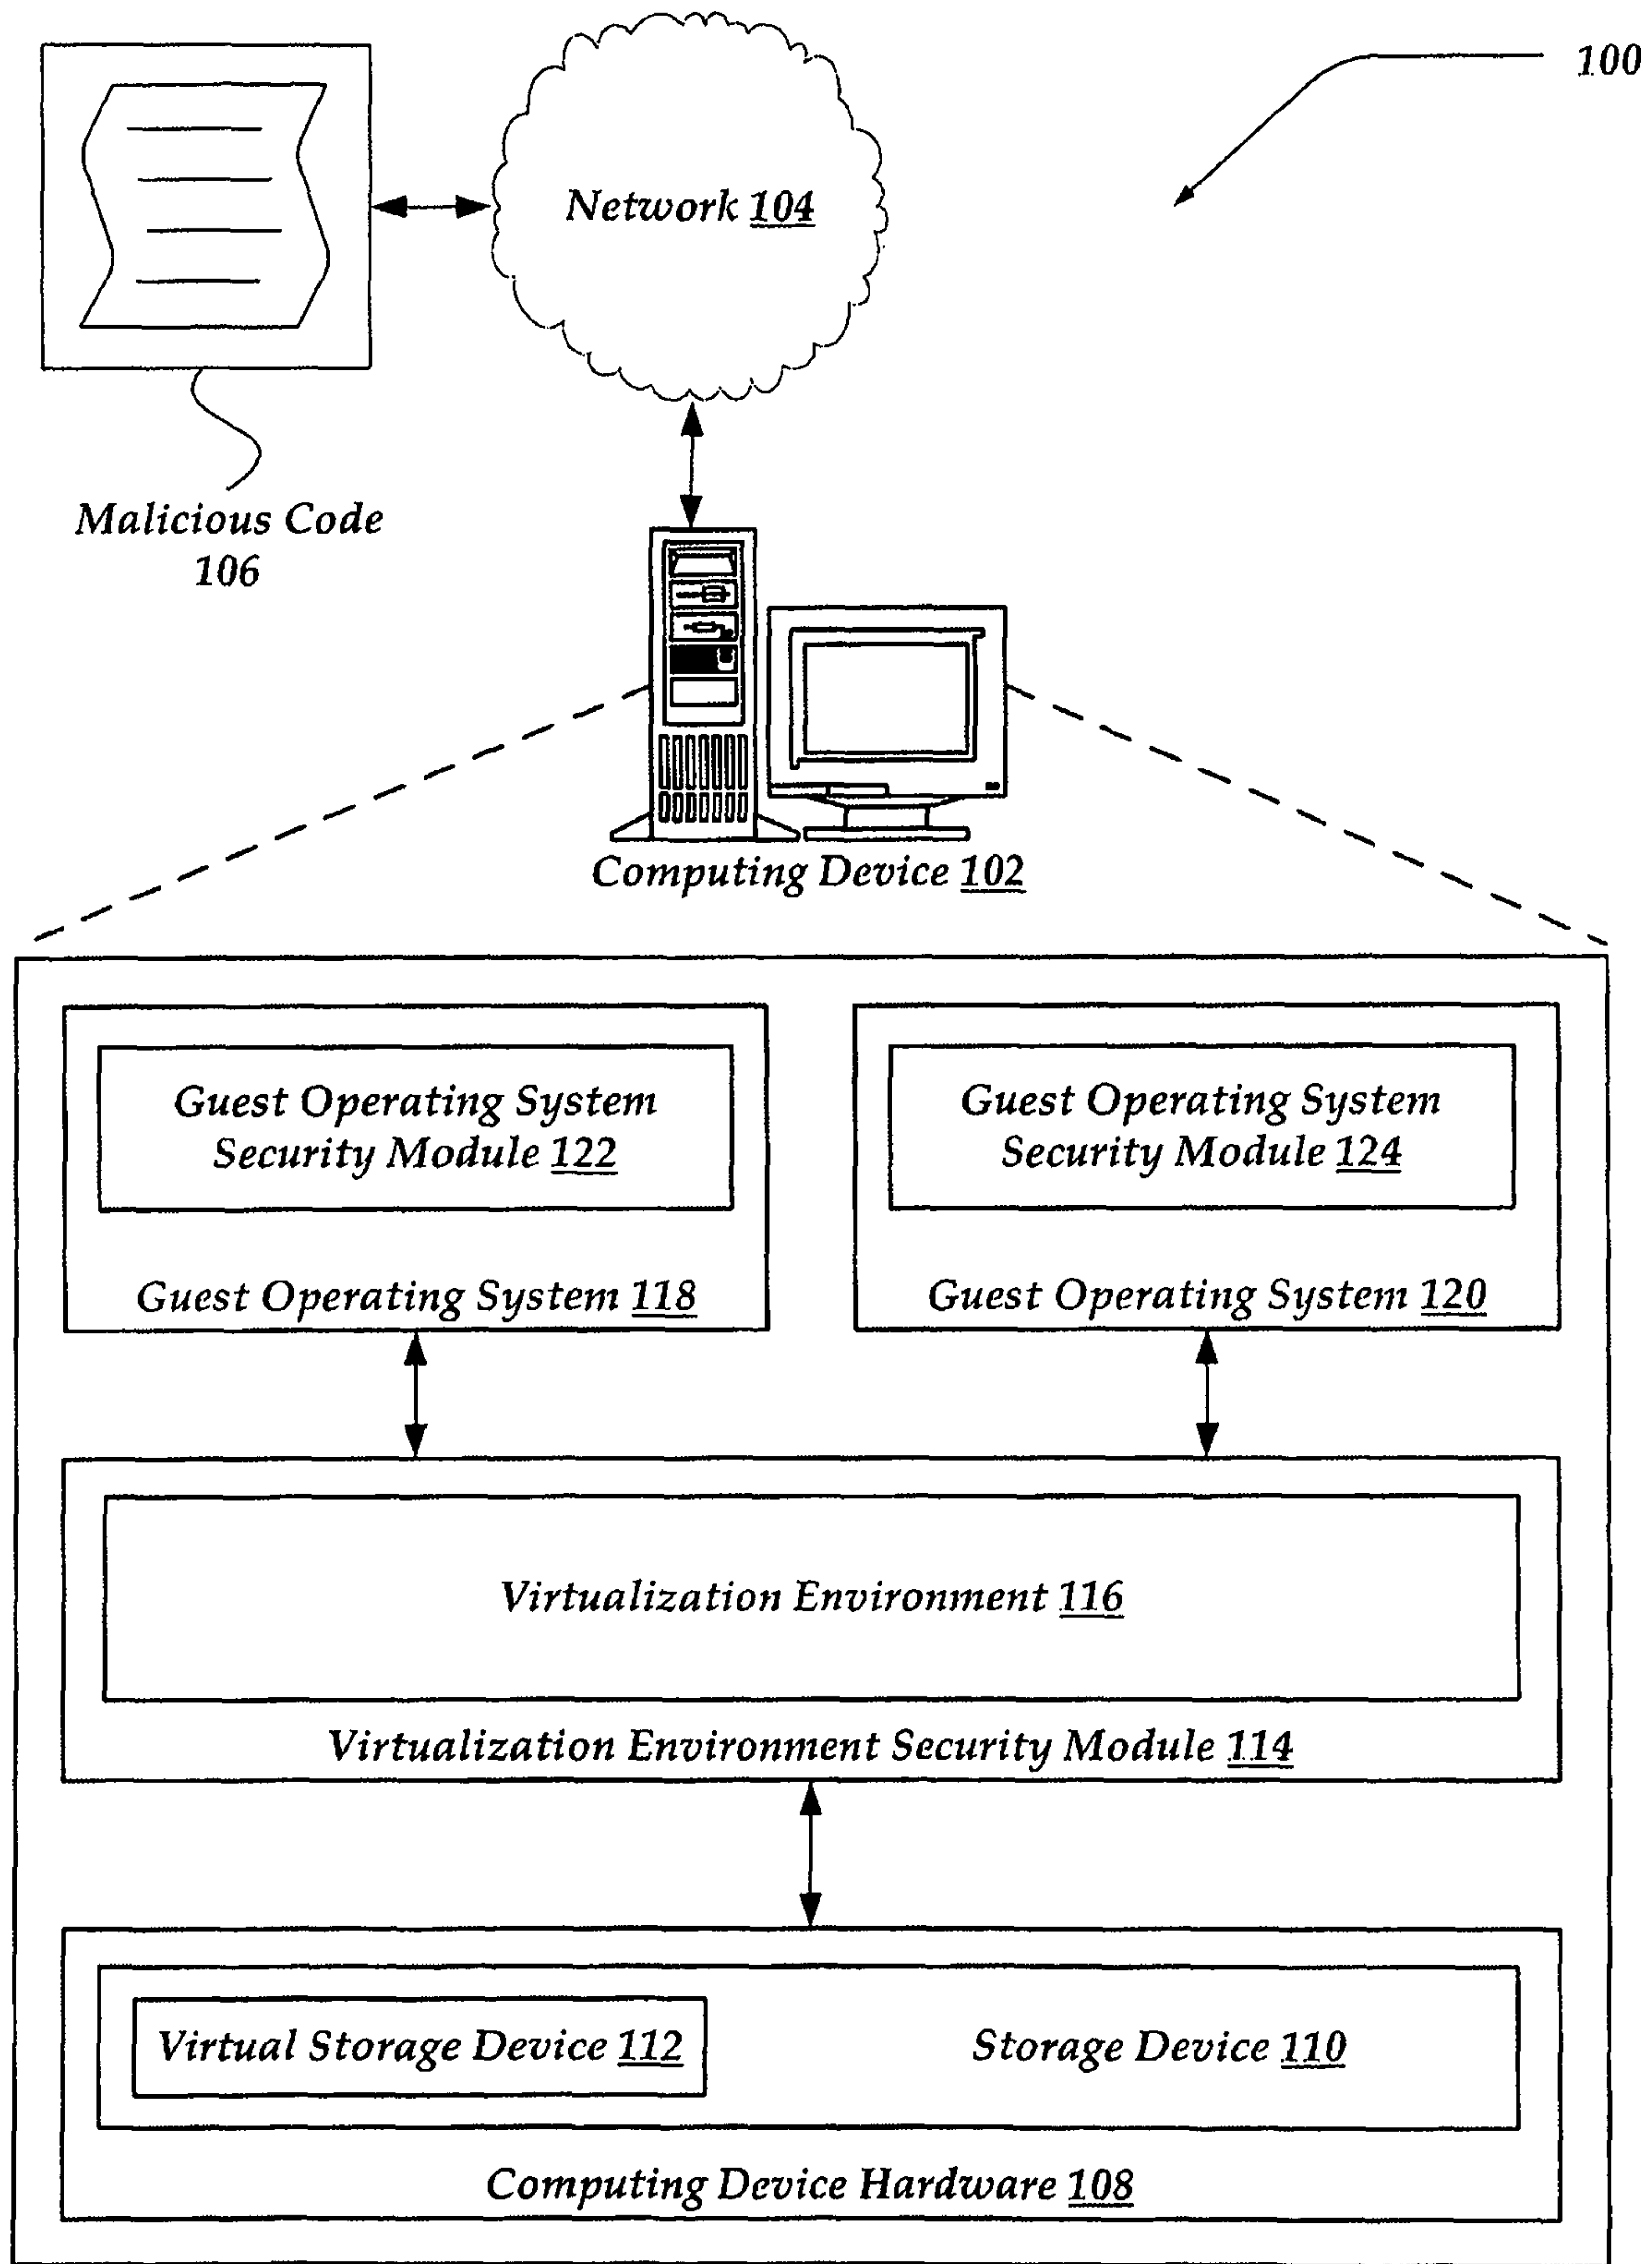 100
Network 104
Malicious Code
106
Computing Device 102
Guest Operating System
Security Module 122
Guest Operating System 118
Guest Operating System
Security Module 124
Guest Operating System 120
Virtualization Environment 116
Virtualization Environment Security Module 114
Virtual Storage Device 112
Storage Device 110
Computing Device Hardware 108